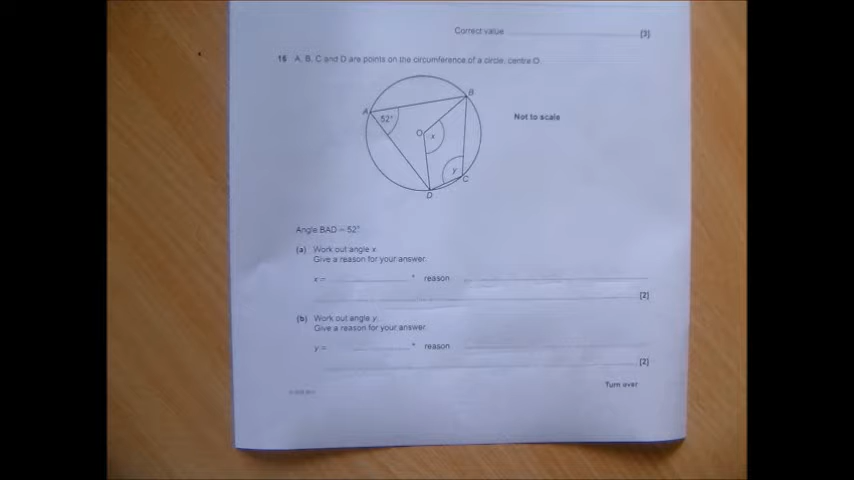 Correct value [3]
16 A, B, C and D are points on the circumference of a circle, centre O.
B
A
52°
Not to scale
O
x
y
C
D
Angle BAD = 52°
(a) Work out angle x.
Give a reason for your answer.
x = ° reason
[2]
(b) Work out angle y.
Give a reason for your answer.
y = ° reason
[2]
Turn over